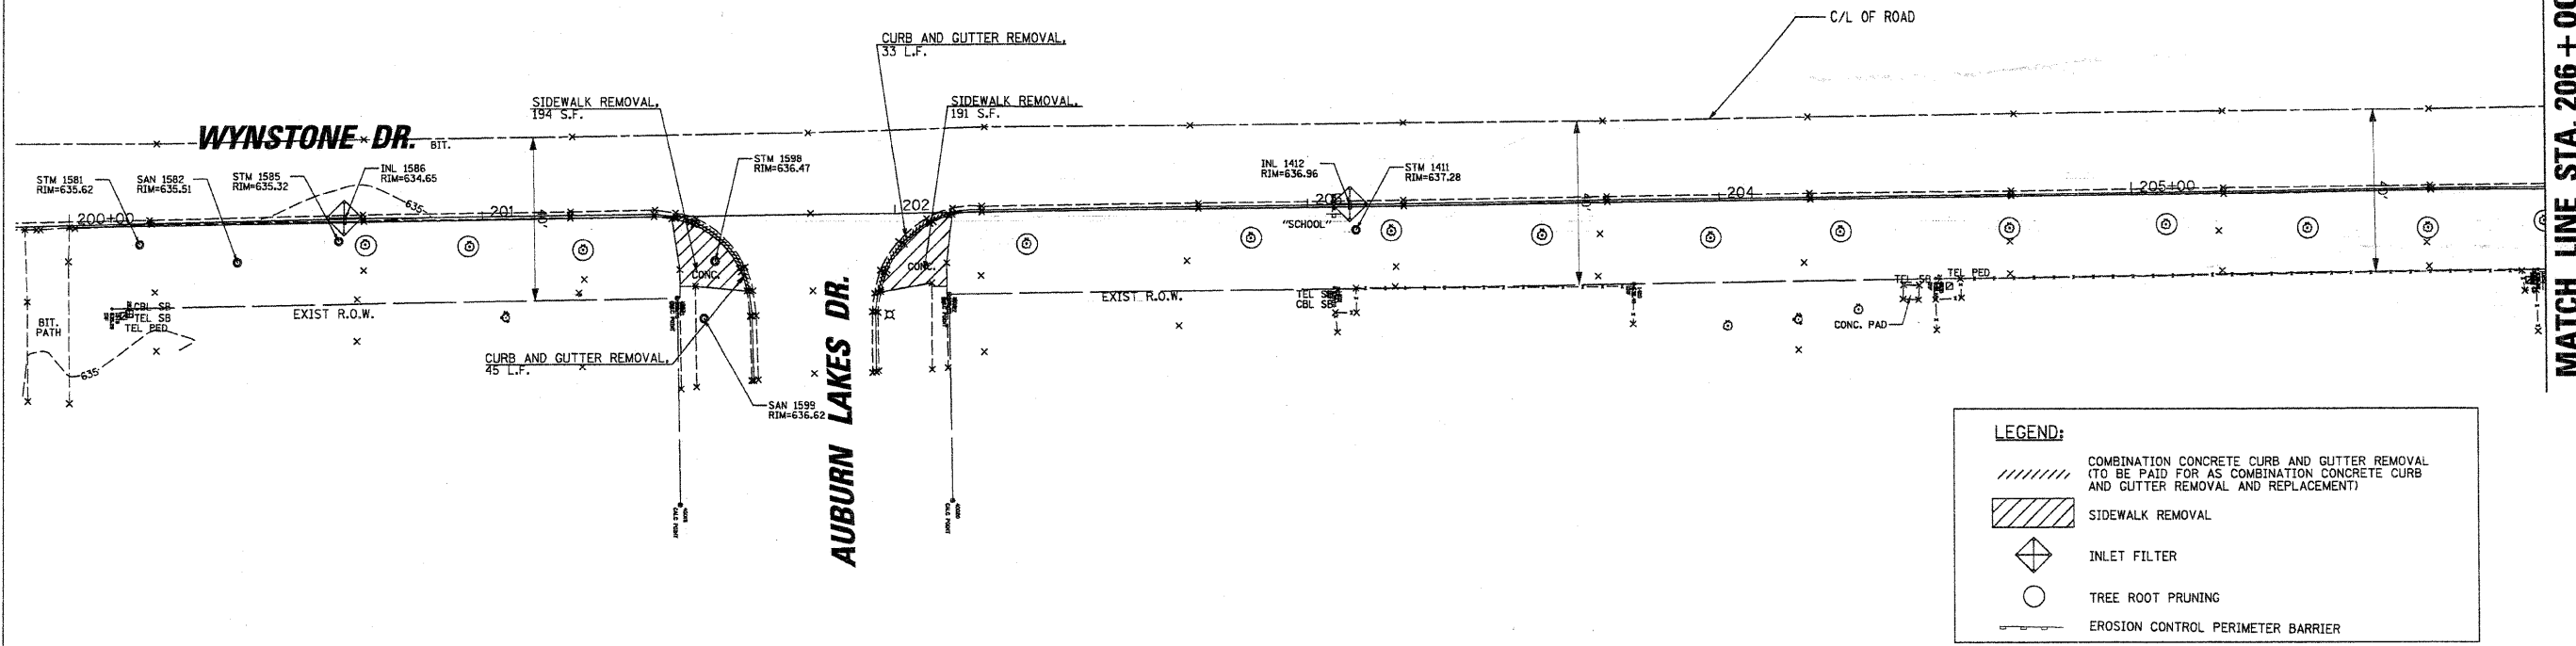 C/L OF ROAD
CURB AND GUTTER REMOVAL,
33 L.F.
SIDEWALK REMOVAL,
194 S.F.
SIDEWALK REMOVAL,
191 S.F.
WYNSTONE DR.
BIT.
STM 1581
RIM=635.62
SAN 1582
RIM=635.51
STM 1585
RIM=635.32
INL 1586
RIM=634.65
STM 1598
RIM=636.47
INL 1412
RIM=636.96
STM 1411
RIM=637.28
200+00
635
201
40'
202
203
"SCHOOL"
40'
204
205+00
40'
CONC.
CONC.
BIT.
PATH
CBL SB
TEL SB
TEL PED
EXIST R.O.W.
EXIST R.O.W.
TEL SB
CBL SB
TEL SB
TEL PED
CONC. PAD
635
CURB AND GUTTER REMOVAL,
45 L.F.
SAN 1599
RIM=636.62
AUBURN LAKES DR.
CALC POINT
CALC POINT
MATCH LINE STA. 206+00
LEGEND:
COMBINATION CONCRETE CURB AND GUTTER REMOVAL
(TO BE PAID FOR AS COMBINATION CONCRETE CURB
AND GUTTER REMOVAL AND REPLACEMENT)
SIDEWALK REMOVAL
INLET FILTER
TREE ROOT PRUNING
EROSION CONTROL PERIMETER BARRIER